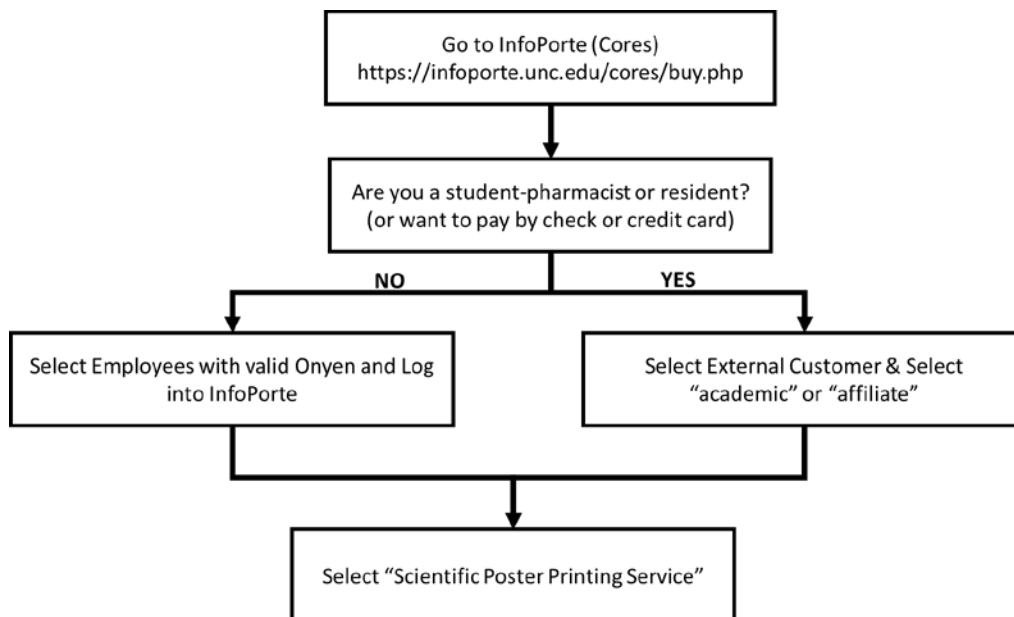 Go to InfoPorte (Cores)
https://infoporte.unc.edu/cores/buy.php
Are you a student-pharmacist or resident?
(or want to pay by check or credit card)
NO
YES
Select Employees with valid Onyen and Log
into InfoPorte
Select External Customer & Select
“academic” or “affiliate”
Select “Scientific Poster Printing Service”